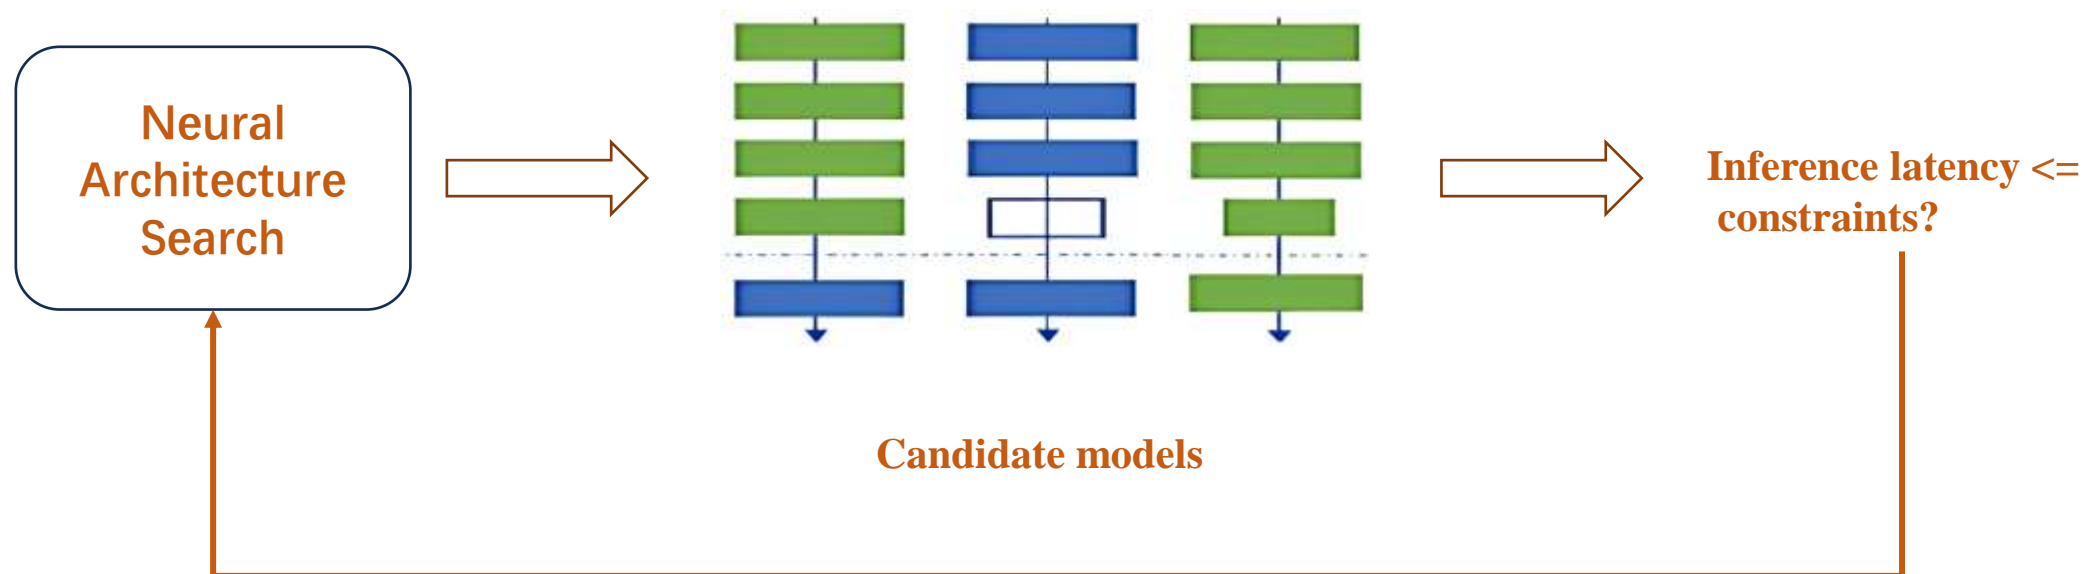 Neural
Architecture
Search
Inference latency <=
constraints?
Candidate models